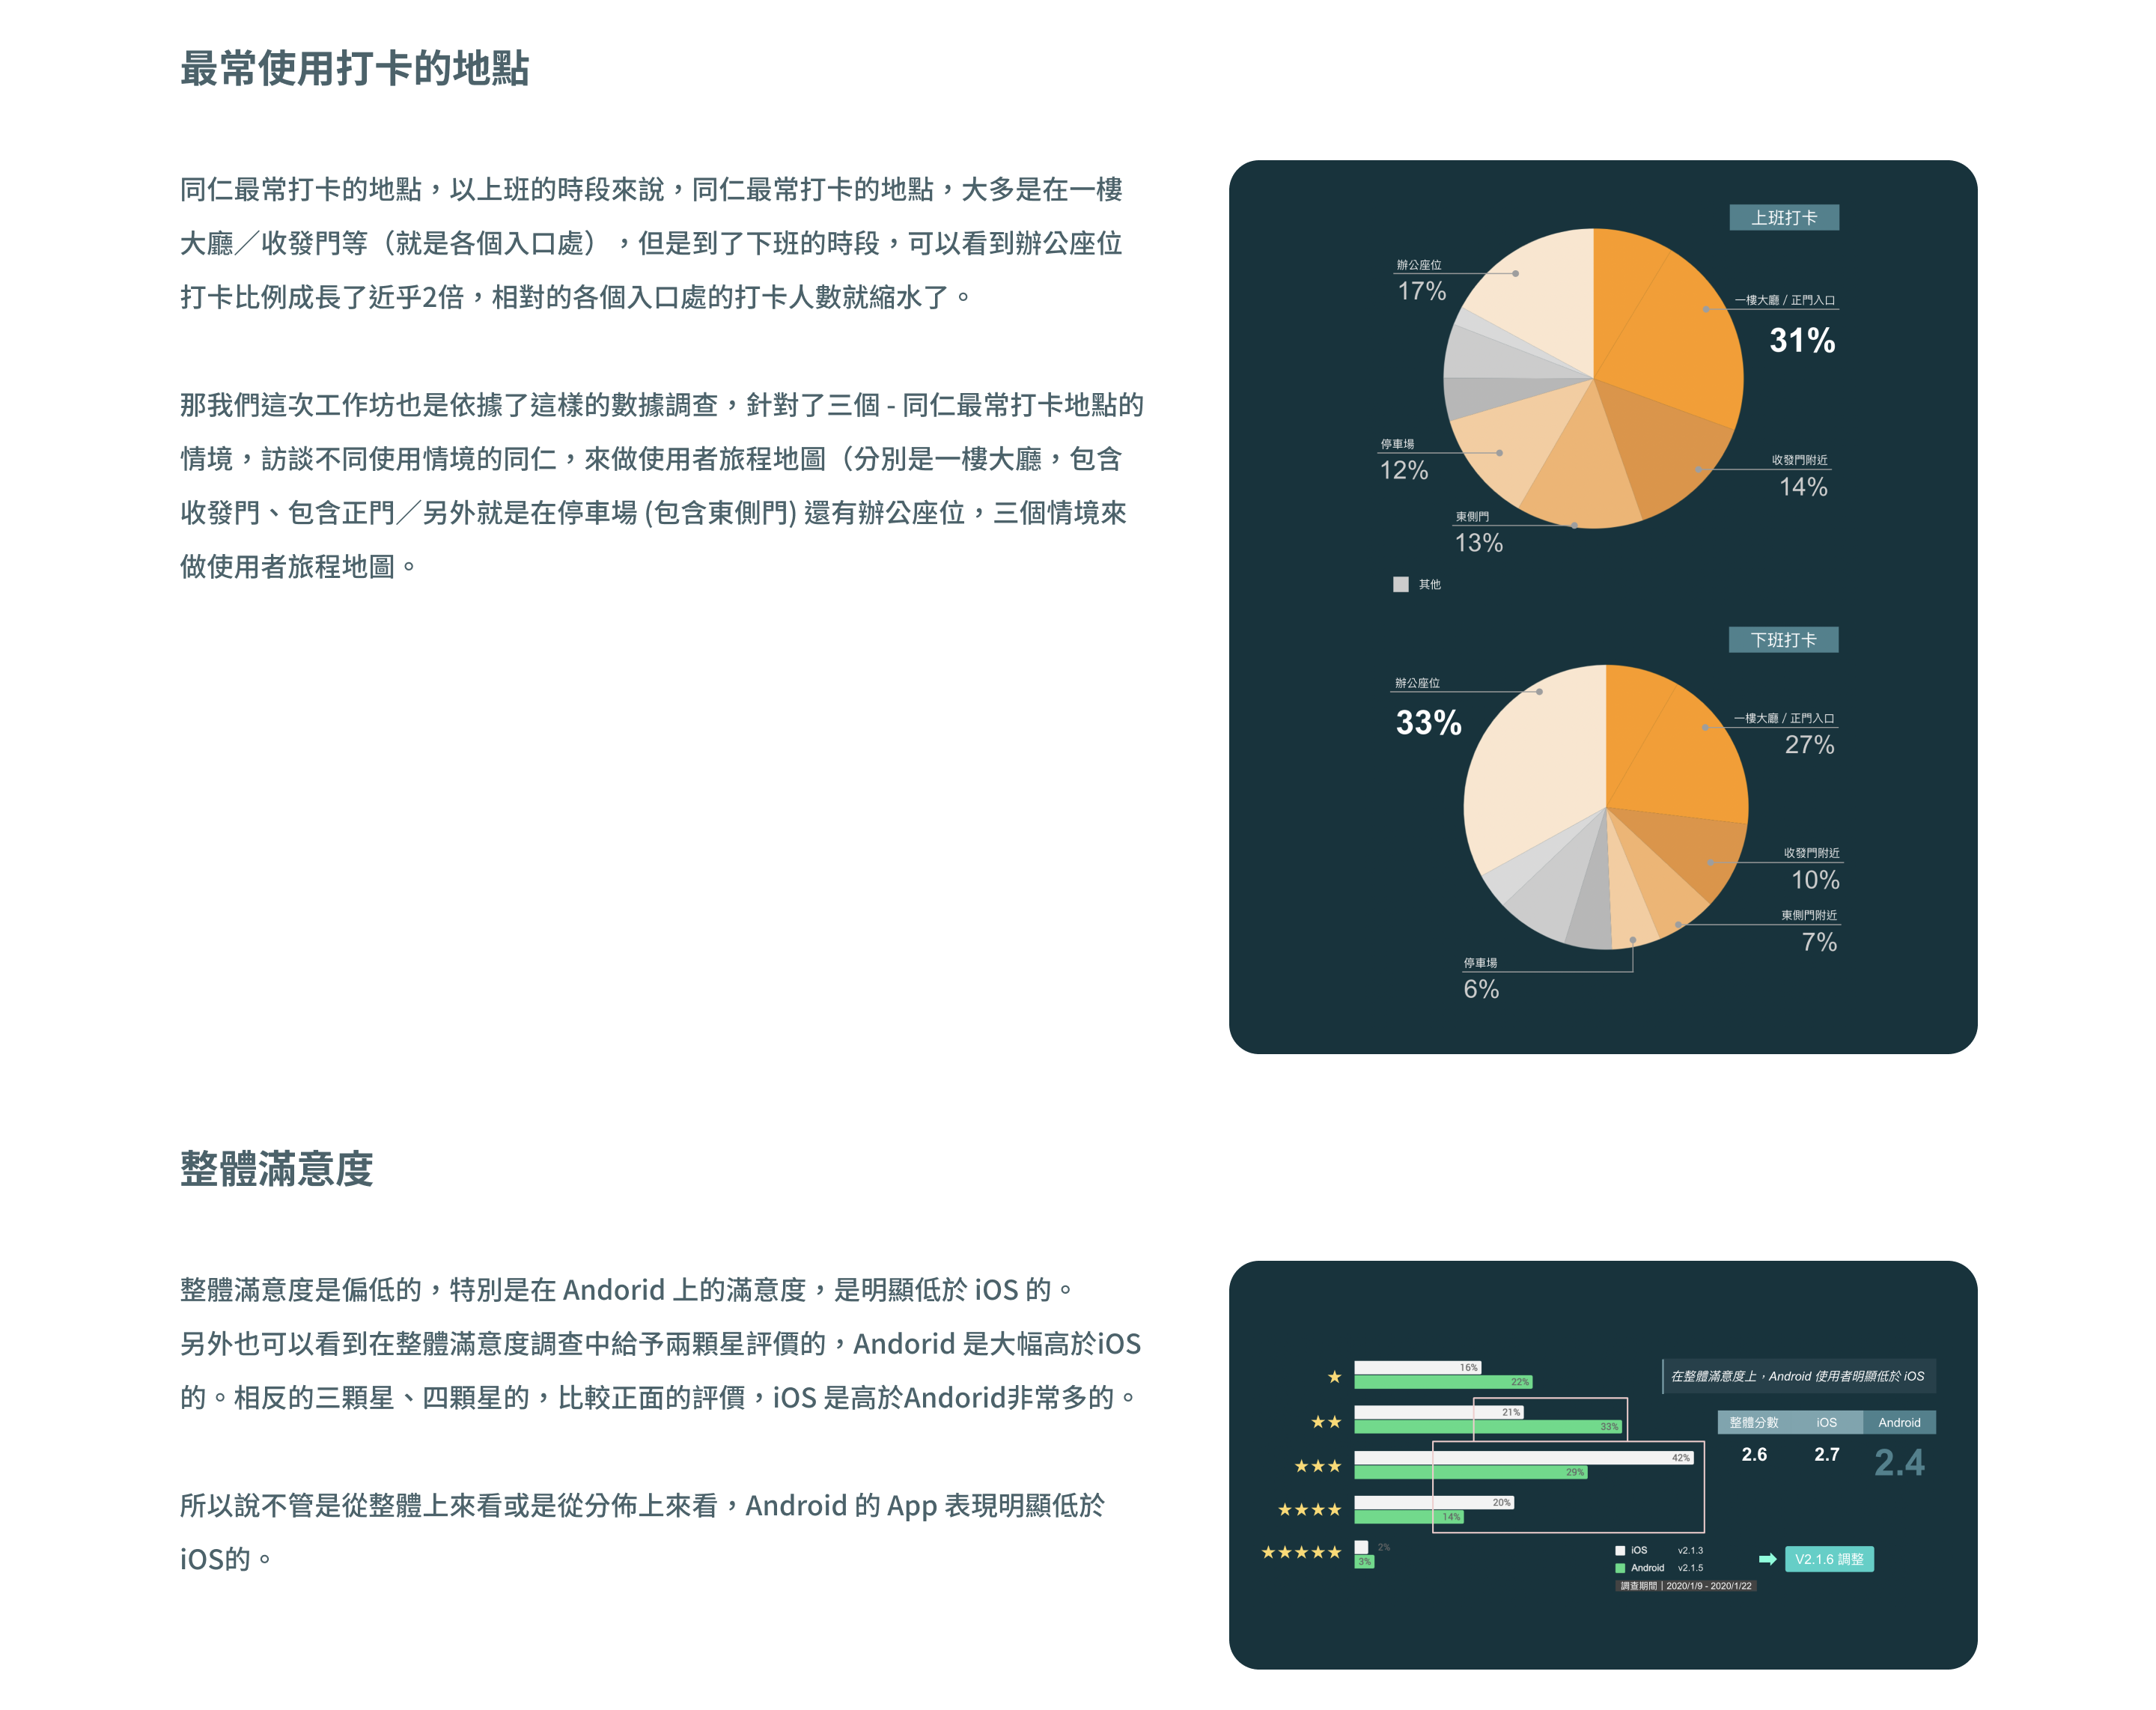 最常使用打卡的地點
同仁最常打卡的地點，以上班的時段來說，同仁最常打卡的地點，大多是在一樓
大廳／收發門等（就是各個入口處），但是到了下班的時段，可以看到辦公座位
打卡比例成長了近乎2倍，相對的各個入口處的打卡人數就縮水了。
那我們這次工作坊也是依據了這樣的數據調查，針對了三個 - 同仁最常打卡地點的
情境，訪談不同使用情境的同仁，來做使用者旅程地圖（分別是一樓大廳，包含
收發門、包含正門／另外就是在停車場 (包含東側門) 還有辦公座位，三個情境來
做使用者旅程地圖。
上班打卡
辦公座位
17%
一樓大廳 / 正門入口
31%
停車場
12%
收發門附近
14%
東側門
13%
其他
下班打卡
辦公座位
33%
一樓大廳 / 正門入口
27%
收發門附近
10%
東側門附近
7%
停車場
6%
整體滿意度
整體滿意度是偏低的，特別是在 Andorid 上的滿意度，是明顯低於 iOS 的。
另外也可以看到在整體滿意度調查中給予兩顆星評價的，Andorid 是大幅高於iOS
的。相反的三顆星、四顆星的，比較正面的評價，iOS 是高於Andorid非常多的。
所以說不管是從整體上來看或是從分佈上來看，Android 的 App 表現明顯低於
iOS的。
16%
22%
21%
33%
42%
29%
20%
14%
2%
3%
在整體滿意度上，Android 使用者明顯低於 iOS
整體分數 iOS Android
2.6 2.7 2.4
iOS v2.1.3
Android v2.1.5
V2.1.6 調整
調查期間｜2020/1/9 - 2020/1/22